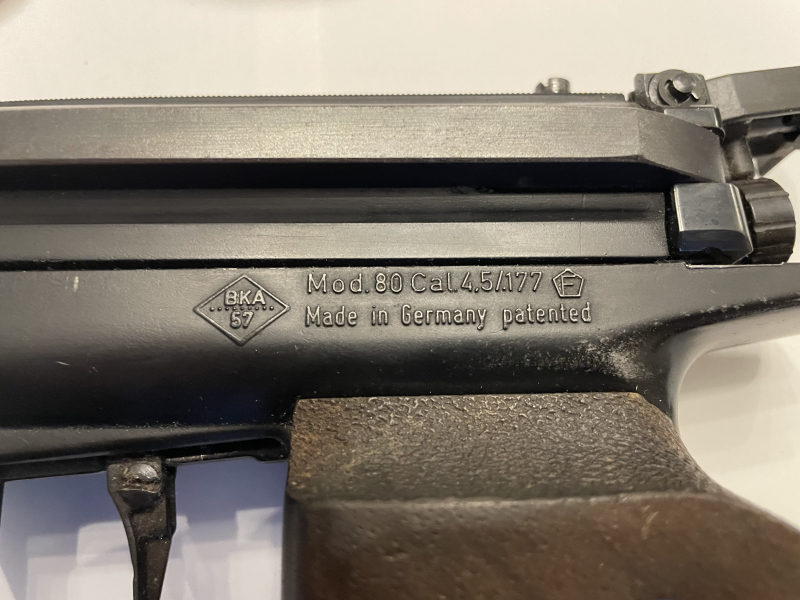 BKA
57
Mod. 80 Cal. 4,5/.177 F
Made in Germany patented